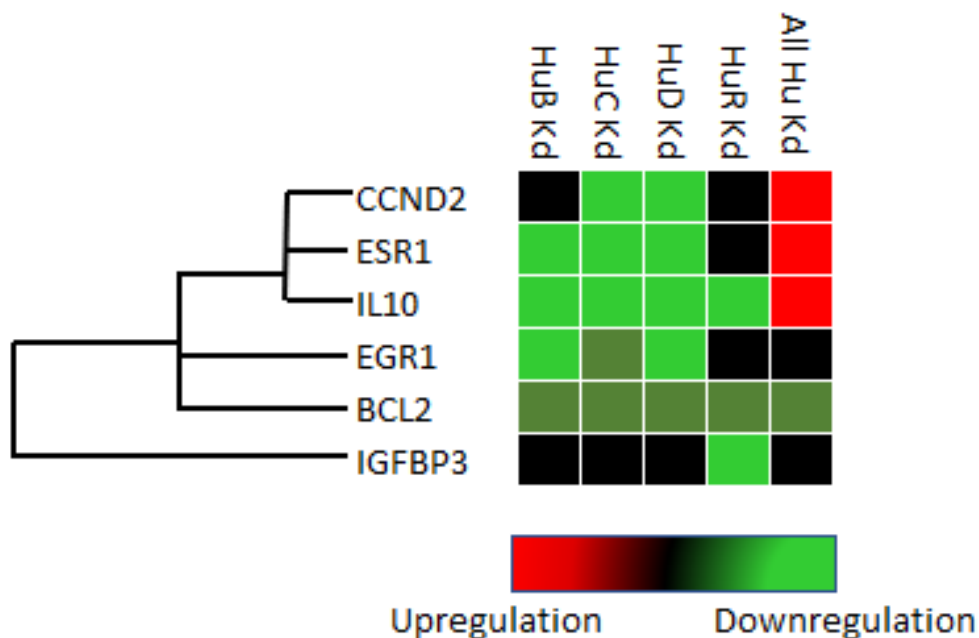 HuB Kd
HuC Kd
HuD Kd
HuR Kd
All Hu Kd
CCND2
ESR1
IL10
EGR1
BCL2
IGFBP3
Upregulation
Downregulation